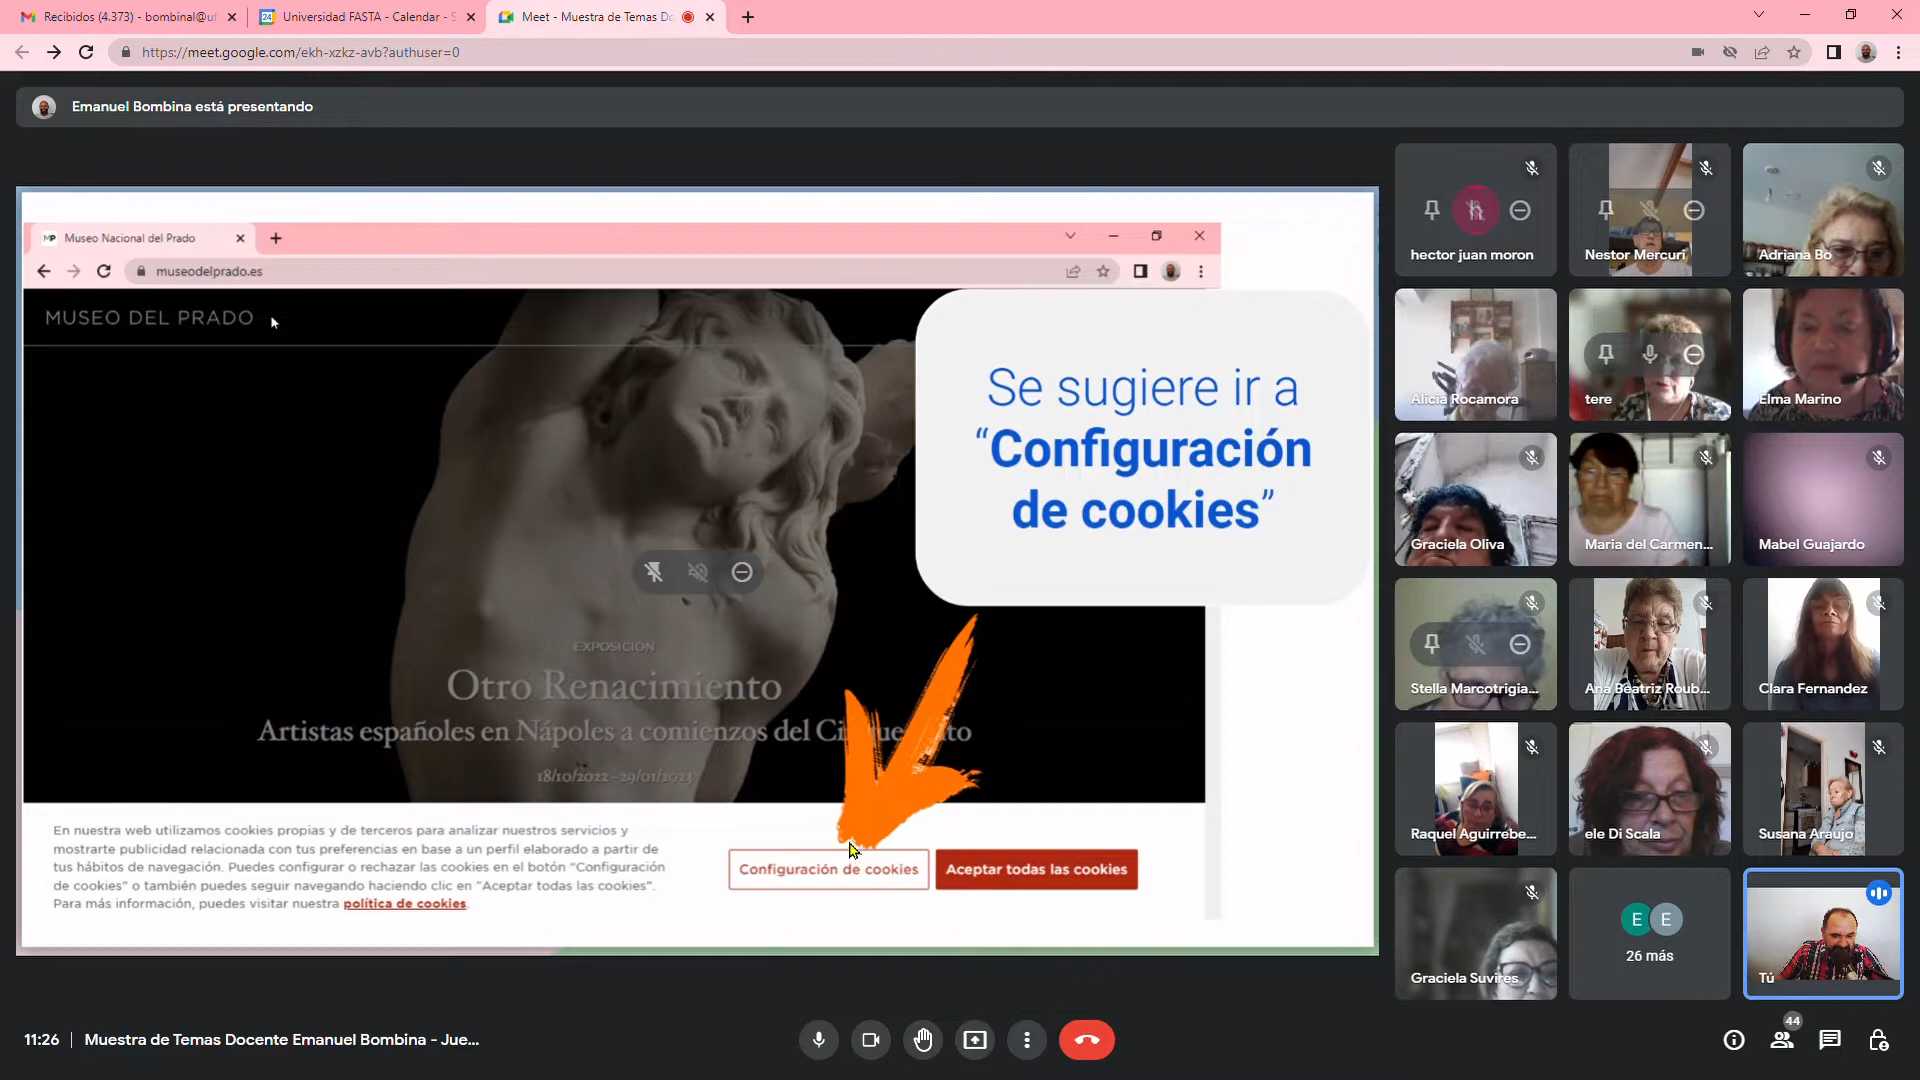 Recibidos (4.373) - bombinal@uf
Universidad FASTA - Calendar - S
Meet - Muestra de Temas Do
https://meet.google.com/ekh-xzkz-avb?authuser=0
Emanuel Bombina está presentando
Museo Nacional del Prado
museodelprado.es
MUSEO DEL PRADO
Se sugiere ir a
“Configuración
de cookies”
EXPOSICIÓN
Otro Renacimiento
Artistas españoles en Nápoles a comienzos del
18/10/2022 - 29/01/2023
En nuestra web utilizamos cookies propias y de terceros para analizar nuestros servicios y
mostrarte publicidad relacionada con tus preferencias en base a un perfil elaborado a partir de
tus hábitos de navegación. Puedes configurar o rechazar las cookies en el botón “Configuración
de cookies” o también puedes seguir navegando haciendo clic en “Aceptar todas las cookies”.
Para más información, puedes visitar nuestra política de cookies.
Configuración de cookies
Aceptar todas las cookies
hector juan moron
Nestor Mercuri
Adriana Bo
Alicia Rocamora
tere
Elma Marino
Graciela Oliva
Maria del Carmen...
Mabel Guajardo
Stella Marcotrigia...
Ana Beatriz Roub...
Clara Fernandez
Raquel Aguirrebe...
ele Di Scala
Susana Araujo
Graciela Suvires
E E
26 más
Tú
11:26 | Muestra de Temas Docente Emanuel Bombina - Jue...
44